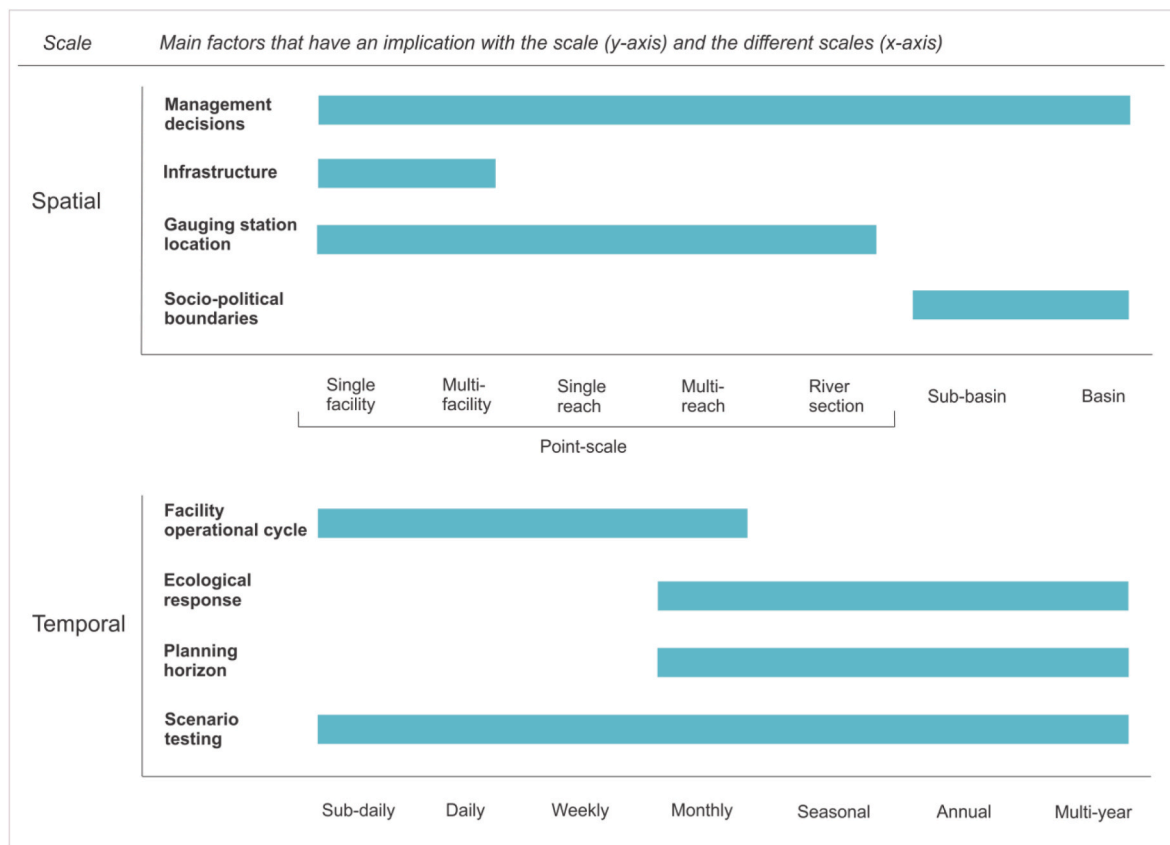 Scale
Main factors that have an implication with the scale (y-axis) and the different scales (x-axis)
Spatial
Management
decisions
Infrastructure
Gauging station
location
Socio-political
boundaries
Single
facility
Multi-
facility
Single
reach
Multi-
reach
River
section
Sub-basin
Basin
Point-scale
Temporal
Facility
operational cycle
Ecological
response
Planning
horizon
Scenario
testing
Sub-daily
Daily
Weekly
Monthly
Seasonal
Annual
Multi-year